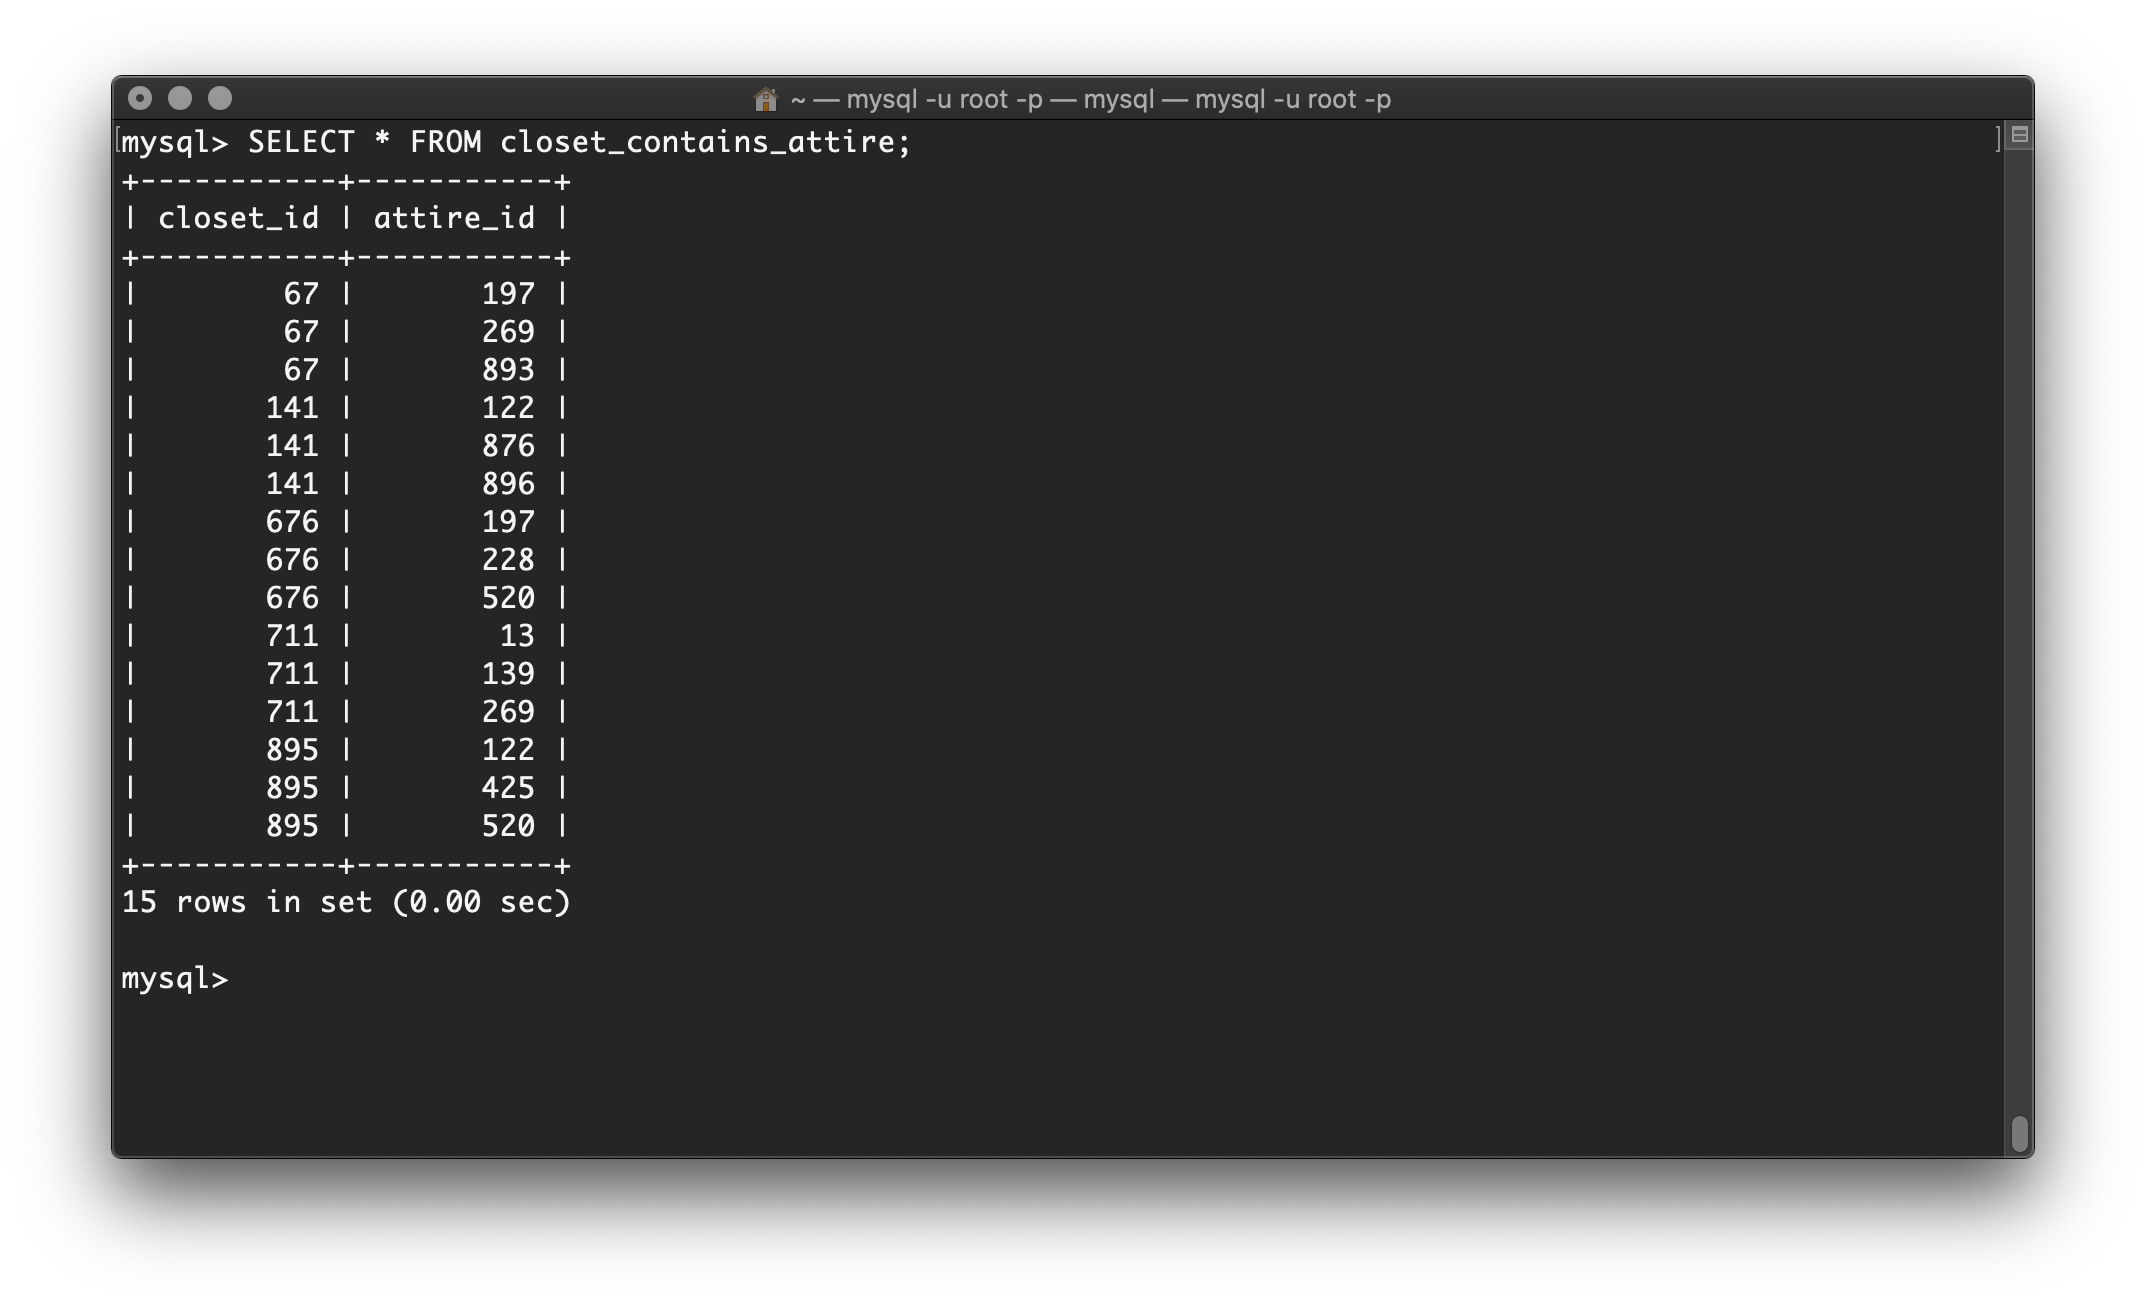 ~ — mysql -u root -p — mysql — mysql -u root -p
[mysql> SELECT * FROM closet_contains_attire; ]
+-----------+-----------+
| closet_id | attire_id |
+-----------+-----------+
|        67 |       197 |
|        67 |       269 |
|        67 |       893 |
|       141 |       122 |
|       141 |       876 |
|       141 |       896 |
|       676 |       197 |
|       676 |       228 |
|       676 |       520 |
|       711 |        13 |
|       711 |       139 |
|       711 |       269 |
|       895 |       122 |
|       895 |       425 |
|       895 |       520 |
+-----------+-----------+
15 rows in set (0.00 sec)
mysql>